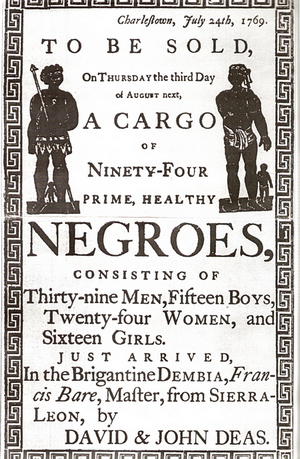 Charleſtown, July 24th, 1769.
TO BE SOLD,
On THURSDAY the third Day
of AUGUST next,
A CARGO
OF
NINETY-FOUR
PRIME, HEALTHY
NEGROES,
CONSISTING OF
Thirty-nine MEN, Fifteen BOYS,
Twenty-four WOMEN, and
Sixteen GIRLS.
JUST ARRIVED,
In the Brigantine DEMBIA, Fran-
cis Bare, Maſter, from SIERRA-
LEON, by
DAVID & JOHN DEAS.